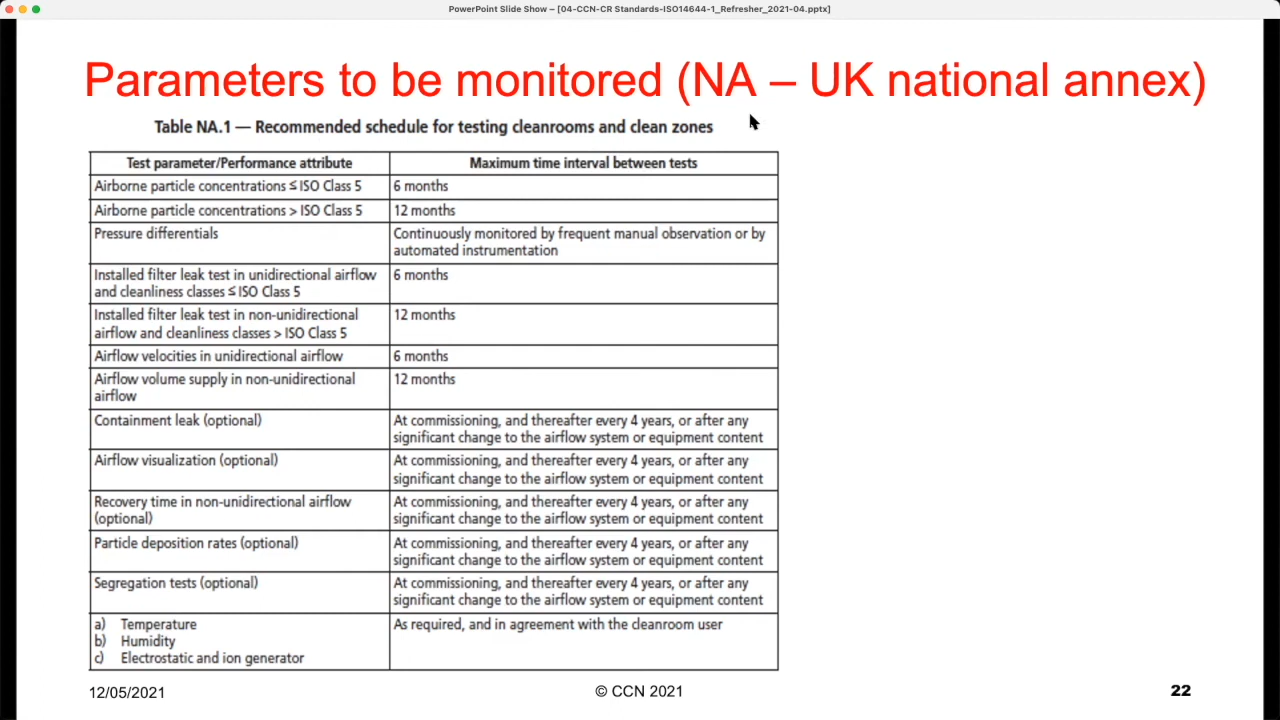 PowerPoint Slide Show – [04-CCN-CR Standards-ISO14644-1_Refresher_2021-04.pptx]
Parameters to be monitored (NA – UK national annex)
Table NA.1 — Recommended schedule for testing cleanrooms and clean zones
Test parameter/Performance attribute Maximum time interval between tests
Airborne particle concentrations ≤ ISO Class 5 6 months
Airborne particle concentrations > ISO Class 5 12 months
Pressure differentials Continuously monitored by frequent manual observation or by
automated instrumentation
Installed filter leak test in unidirectional airflow 6 months
and cleanliness classes ≤ ISO Class 5
Installed filter leak test in non-unidirectional 12 months
airflow and cleanliness classes > ISO Class 5
Airflow velocities in unidirectional airflow 6 months
Airflow volume supply in non-unidirectional 12 months
airflow
Containment leak (optional) At commissioning, and thereafter every 4 years, or after any
significant change to the airflow system or equipment content
Airflow visualization (optional) At commissioning, and thereafter every 4 years, or after any
significant change to the airflow system or equipment content
Recovery time in non-unidirectional airflow At commissioning, and thereafter every 4 years, or after any
(optional) significant change to the airflow system or equipment content
Particle deposition rates (optional) At commissioning, and thereafter every 4 years, or after any
significant change to the airflow system or equipment content
Segregation tests (optional) At commissioning, and thereafter every 4 years, or after any
significant change to the airflow system or equipment content
a) Temperature As required, and in agreement with the cleanroom user
b) Humidity
c) Electrostatic and ion generator
12/05/2021 © CCN 2021 22